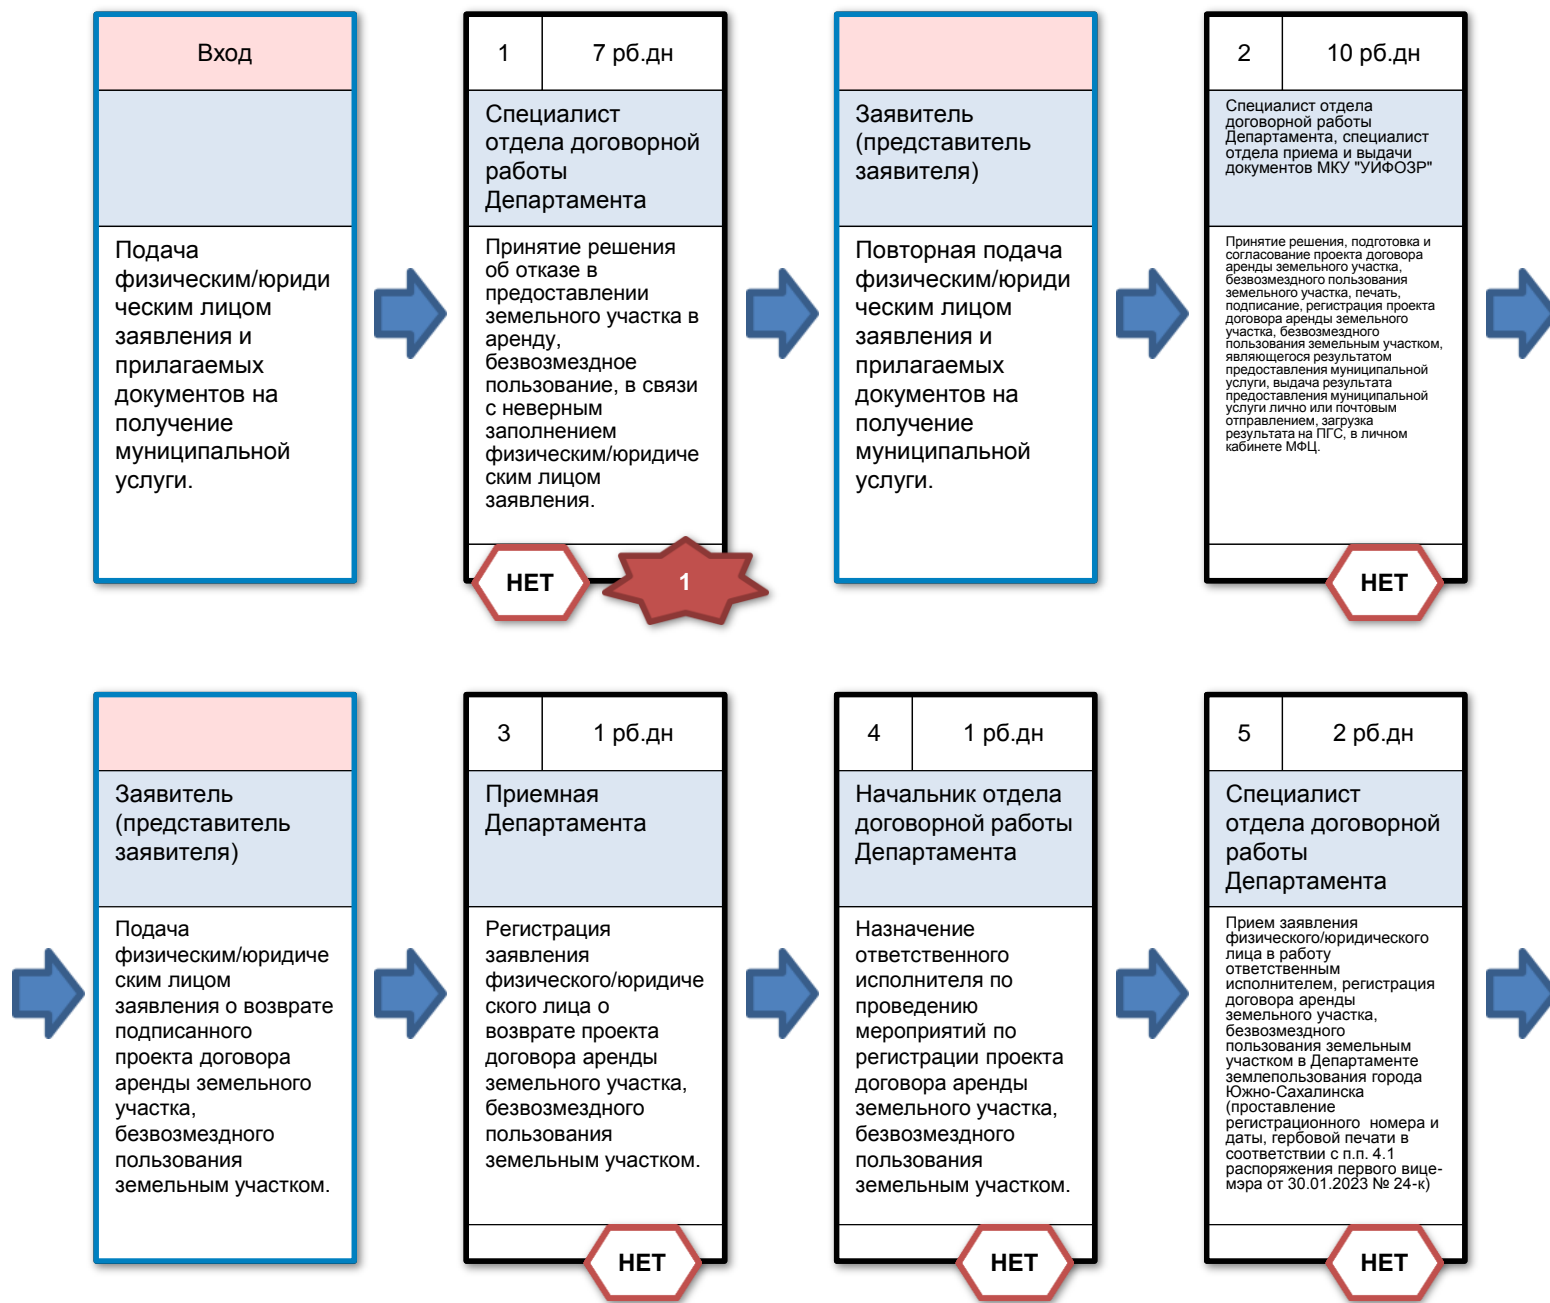 Вход
Подача
физическим/юриди
ческим лицом
заявления и
прилагаемых
документов на
получение
муниципальной
услуги.
1
7 рб.дн
Специалист
отдела договорной
работы
Департамента
Принятие решения
об отказе в
предоставлении
земельного участка в
аренду,
безвозмездное
пользование, в связи
с неверным
заполнением
физическим/юридиче
ским лицом
заявления.
НЕТ
1
Заявитель
(представитель
заявителя)
Повторная подача
физическим/юриди
ческим лицом
заявления и
прилагаемых
документов на
получение
муниципальной
услуги.
2
10 рб.дн
Специалист отдела
договорной работы
Департамента, специалист
отдела приема и выдачи
документов МКУ "УИФОЗР"
Принятие решения, подготовка и
согласование проекта договора
аренды земельного участка,
безвозмездного пользования
земельного участка, печать,
подписание, регистрация проекта
договора аренды земельного
участка, безвозмездного
пользования земельным участком,
являющегося результатом
предоставления муниципальной
услуги, выдача результата
предоставления муниципальной
услуги лично или почтовым
отправлением, загрузка
результата на ПГС, в личном
кабинете МФЦ.
НЕТ
Заявитель
(представитель
заявителя)
Подача
физическим/юридиче
ским лицом
заявления о возврате
подписанного
проекта договора
аренды земельного
участка,
безвозмездного
пользования
земельным участком.
3
1 рб.дн
Приемная
Департамента
Регистрация
заявления
физического/юридиче
ского лица о
возврате проекта
договора аренды
земельного участка,
безвозмездного
пользования
земельным участком.
НЕТ
4
1 рб.дн
Начальник отдела
договорной работы
Департамента
Назначение
ответственного
исполнителя по
проведению
мероприятий по
регистрации проекта
договора аренды
земельного участка,
безвозмездного
пользования
земельным участком.
НЕТ
5
2 рб.дн
Специалист
отдела договорной
работы
Департамента
Прием заявления
физического/юридического
лица в работу
ответственным
исполнителем, регистрация
договора аренды
земельного участка,
безвозмездного
пользования земельным
участком в Департаменте
землепользования города
Южно-Сахалинска
(проставление
регистрационного  номера и
даты, гербовой печати в
соответствии с п.п. 4.1
распоряжения первого вице-
мэра от 30.01.2023 № 24-к)
НЕТ